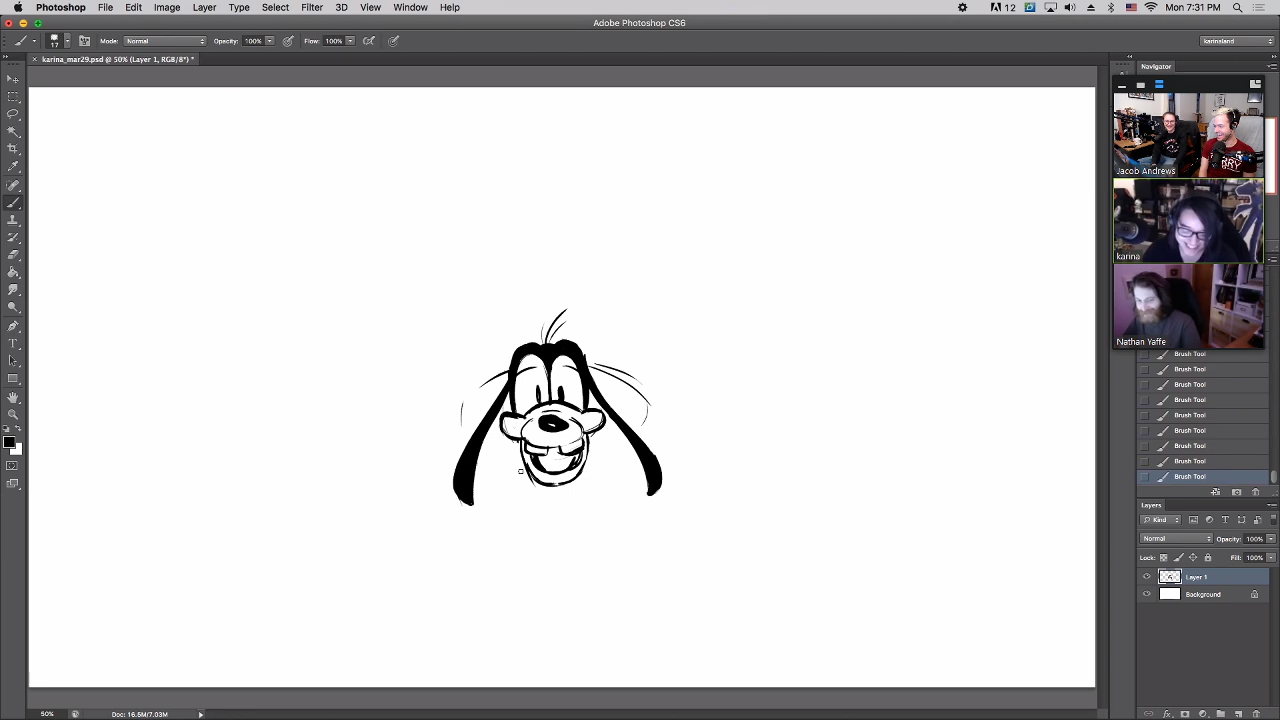 Photoshop File Edit Image Layer Type Select Filter 3D View Window Help
12 Mon 7:31 PM
Adobe Photoshop CS6
17 Mode: Normal Opacity: 100% Flow: 100% karinaland
karina_mar29.psd @ 50% (Layer 1, RGB/8*) *
Navigator
Jacob Andrews
karina
Nathan Yaffe
Brush Tool
Brush Tool
Brush Tool
Brush Tool
Brush Tool
Brush Tool
Brush Tool
Brush Tool
Brush Tool
Layers
Kind
Normal Opacity: 100%
Lock: Fill: 100%
Layer 1
Background
50% Doc: 16.5M/7.03M